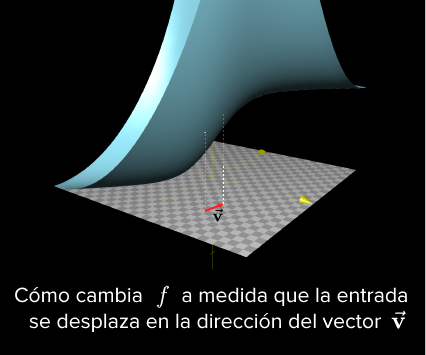 v⃗
Cómo cambia f a medida que la entrada
se desplaza en la dirección del vector v⃗